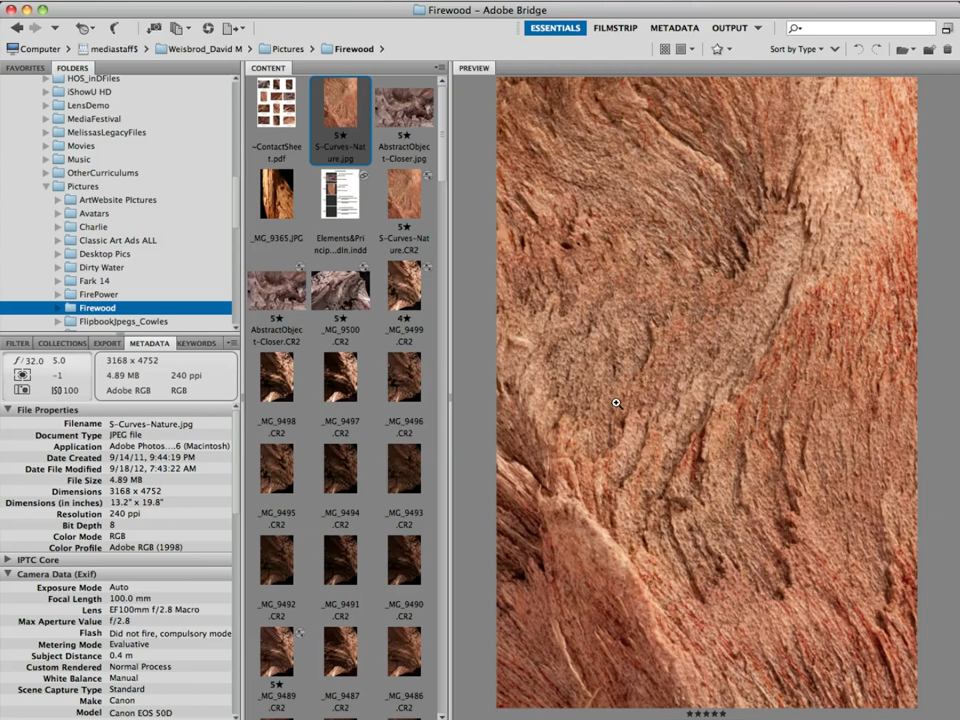 Firewood – Adobe Bridge
ESSENTIALS FILMSTRIP METADATA OUTPUT
Computer mediastaff$ Weisbrod_David M Pictures Firewood
Sort by Type
FAVORITES FOLDERS
HOS_inDFiles
iShowU HD
LensDemo
MediaFestival
MelissasLegacyFiles
Movies
Music
OtherCurriculums
Pictures
ArtWebsite PIctures
Avatars
Charlie
Classic Art Ads ALL
Desktop Pics
Dirty Water
Fark 14
FirePower
Firewood
FlipbookJpegs_Cowles
FILTER COLLECTIONS EXPORT METADATA KEYWORDS
f/32.0 5.0
-1
ISO100
3168 x 4752
4.89 MB 240 ppi
Adobe RGB RGB
File Properties
Filename S-Curves-Nature.jpg
Document Type JPEG file
Application Adobe Photos....6 (Macintosh)
Date Created 9/14/11, 9:44:19 PM
Date File Modified 9/18/12, 7:43:22 AM
File Size 4.89 MB
Dimensions 3168 x 4752
Dimensions (in inches) 13.2" x 19.8"
Resolution 240 ppi
Bit Depth 8
Color Mode RGB
Color Profile Adobe RGB (1998)
IPTC Core
Camera Data (Exif)
Exposure Mode Auto
Focal Length 100.0 mm
Lens EF100mm f/2.8 Macro
Max Aperture Value f/2.8
Flash Did not fire, compulsory mode
Metering Mode Evaluative
Subject Distance 0.4 m
Custom Rendered Normal Process
White Balance Manual
Scene Capture Type Standard
Make Canon
Model Canon EOS 50D
CONTENT
~ContactShee
t.pdf
5★
S-Curves-Nat
ure.jpg
5★
AbstractObjec
t-Closer.jpg
_MG_9365.JPG
Elements&Pri
ncip...dln.indd
5★
S-Curves-Nat
ure.CR2
5★
AbstractObjec
t-Closer.CR2
5★
_MG_9500
.CR2
4★
_MG_9499
.CR2
_MG_9498
.CR2
_MG_9497
.CR2
_MG_9496
.CR2
_MG_9495
.CR2
_MG_9494
.CR2
_MG_9493
.CR2
_MG_9492
.CR2
_MG_9491
.CR2
_MG_9490
.CR2
5★
_MG_9489
_MG_9487
_MG_9486
PREVIEW
★★★★★